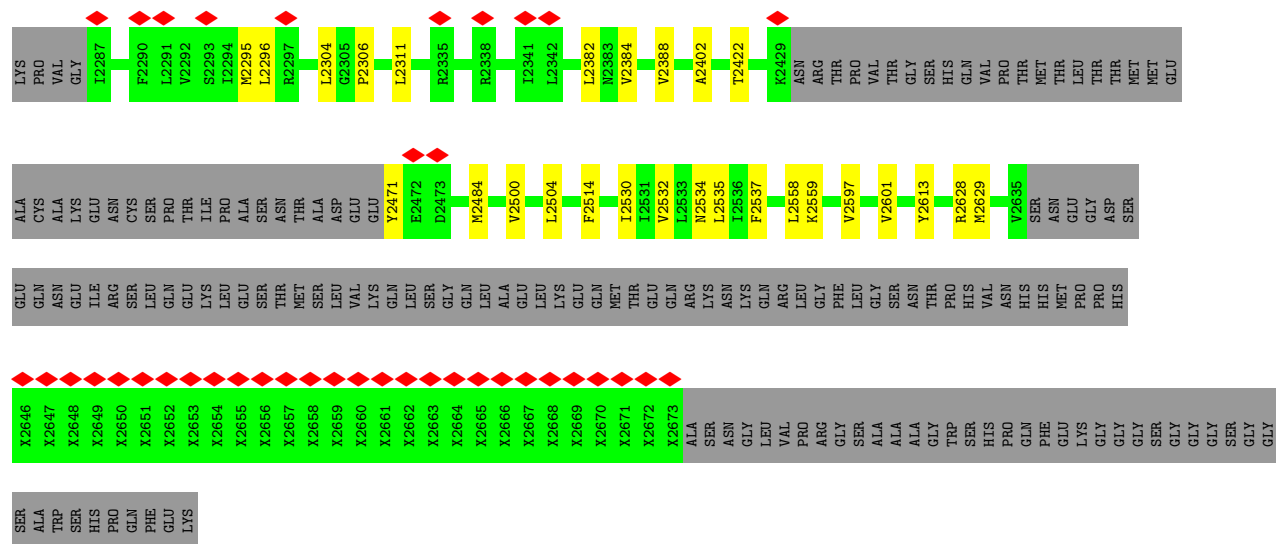 LYS PRO VAL GLY I2287 F2290 L2291 V2292 S2293 I2294 M2295 L2296 R2297 L2304 G2305 P2306 L2311 R2335 R2338 I2341 L2342 L2382 N2383 V2384 V2388 A2402 T2422 K2429 ASN ARG THR PRO VAL THR GLY SER HIS GLN VAL PRO THR MET THR LEU THR THR MET MET GLU
ALA CYS ALA LYS GLU ASN CYS SER PRO THR ILE PRO ALA SER ASN THR ALA ASP GLU GLU Y2471 E2472 D2473 M2484 V2500 L2504 F2514 I2530 I2531 V2532 L2533 N2534 L2535 I2536 F2537 L2558 K2559 V2597 V2601 Y2613 R2628 M2629 V2635 SER ASN GLU GLY ASP SER
GLU GLN ASN GLU ILE ARG SER LEU GLN GLU LYS LEU GLU SER THR MET SER LEU VAL LYS GLN LEU SER GLY GLN LEU ALA GLU LEU LYS GLU GLN MET THR GLU GLN ARG LYS ASN LYS GLN ARG LEU GLY PHE LEU GLY SER ASN THR PRO HIS VAL ASN HIS HIS MET PRO PRO HIS
X2646 X2647 X2648 X2649 X2650 X2651 X2652 X2653 X2654 X2655 X2656 X2657 X2658 X2659 X2660 X2661 X2662 X2663 X2664 X2665 X2666 X2667 X2668 X2669 X2670 X2671 X2672 X2673 ALA SER ASN GLY LEU VAL PRO ARG GLY SER ALA ALA ALA GLY TRP SER HIS PRO GLN PHE GLU LYS GLY GLY GLY SER GLY GLY GLY SER GLY GLY
SER ALA TRP SER HIS PRO GLN PHE GLU LYS